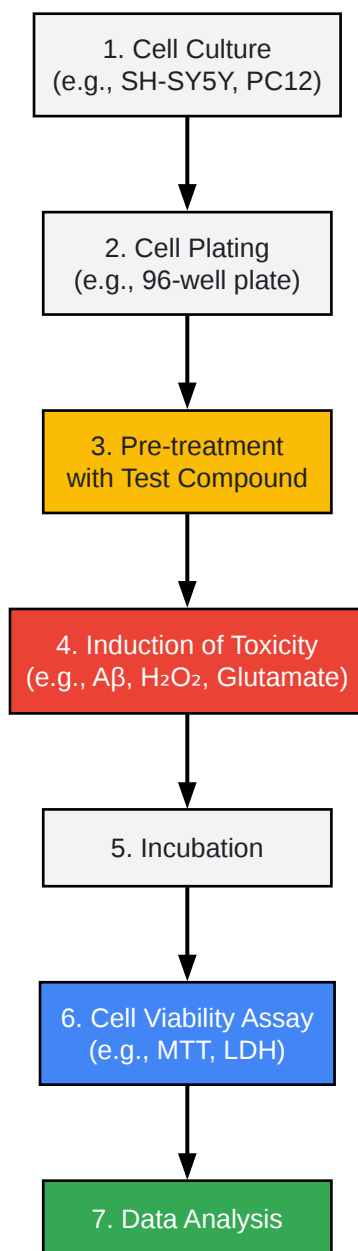 1. Cell Culture
(e.g., SH-SY5Y, PC12)
2. Cell Plating
(e.g., 96-well plate)
3. Pre-treatment
with Test Compound
4. Induction of Toxicity
(e.g., Aβ, H₂O₂, Glutamate)
5. Incubation
6. Cell Viability Assay
(e.g., MTT, LDH)
7. Data Analysis